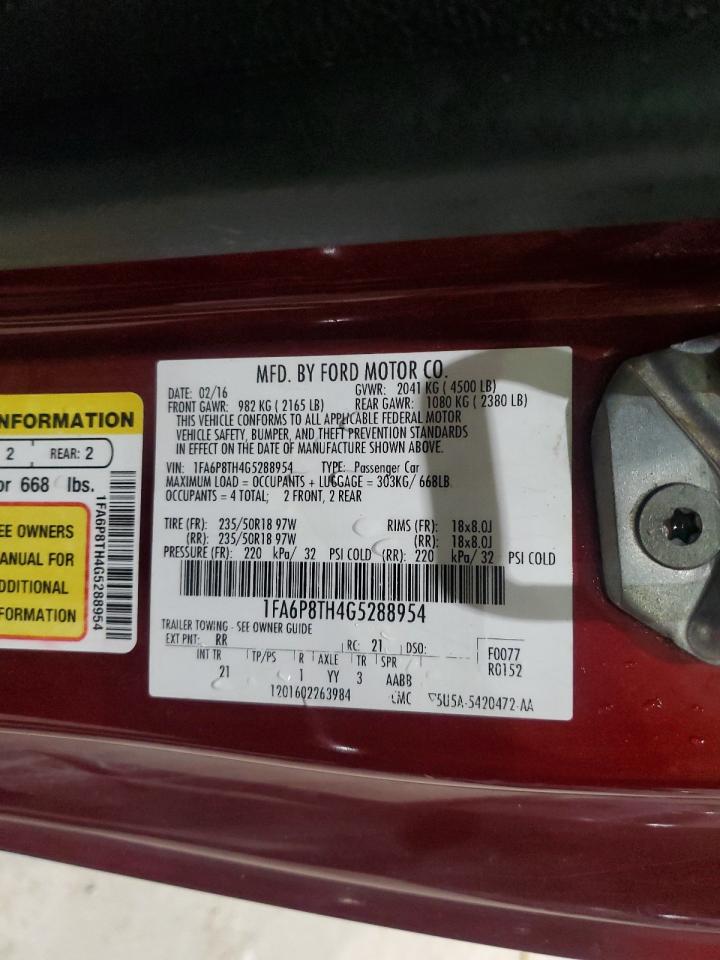 NFORMATION
2 REAR: 2
or 668 lbs.
EE OWNERS
ANUAL FOR
DDITIONAL
FORMATION
1FA6P8TH4G5288954
MFD. BY FORD MOTOR CO.
DATE: 02/16 GVWR: 2041 KG ( 4500 LB)
FRONT GAWR: 982 KG ( 2165 LB) REAR GAWR: 1080 KG ( 2380 LB)
THIS VEHICLE CONFORMS TO ALL APPLICABLE FEDERAL MOTOR
VEHICLE SAFETY, BUMPER, AND THEFT PREVENTION STANDARDS
IN EFFECT ON THE DATE OF MANUFACTURE SHOWN ABOVE.
VIN: 1FA6P8TH4G5288954 TYPE: Passenger Car
MAXIMUM LOAD = OCCUPANTS + LUGGAGE = 303KG/ 668LB
OCCUPANTS = 4 TOTAL; 2 FRONT, 2 REAR
TIRE (FR): 235/50R18 97W RIMS (FR): 18x8.0J
(RR): 235/50R18 97W (RR): 18x8.0J
PRESSURE (FR): 220 kPa/ 32 PSI COLD (RR): 220 kPa/ 32 PSI COLD
1FA6P8TH4G5288954
TRAILER TOWING - SEE OWNER GUIDE
EXT PNT: RR RC: 21 DSO: F0077
INT TR TP/PS R AXLE TR SPR R0152
21 1 YY 3 AABB
1201602263984 5U5A-5420472-AA